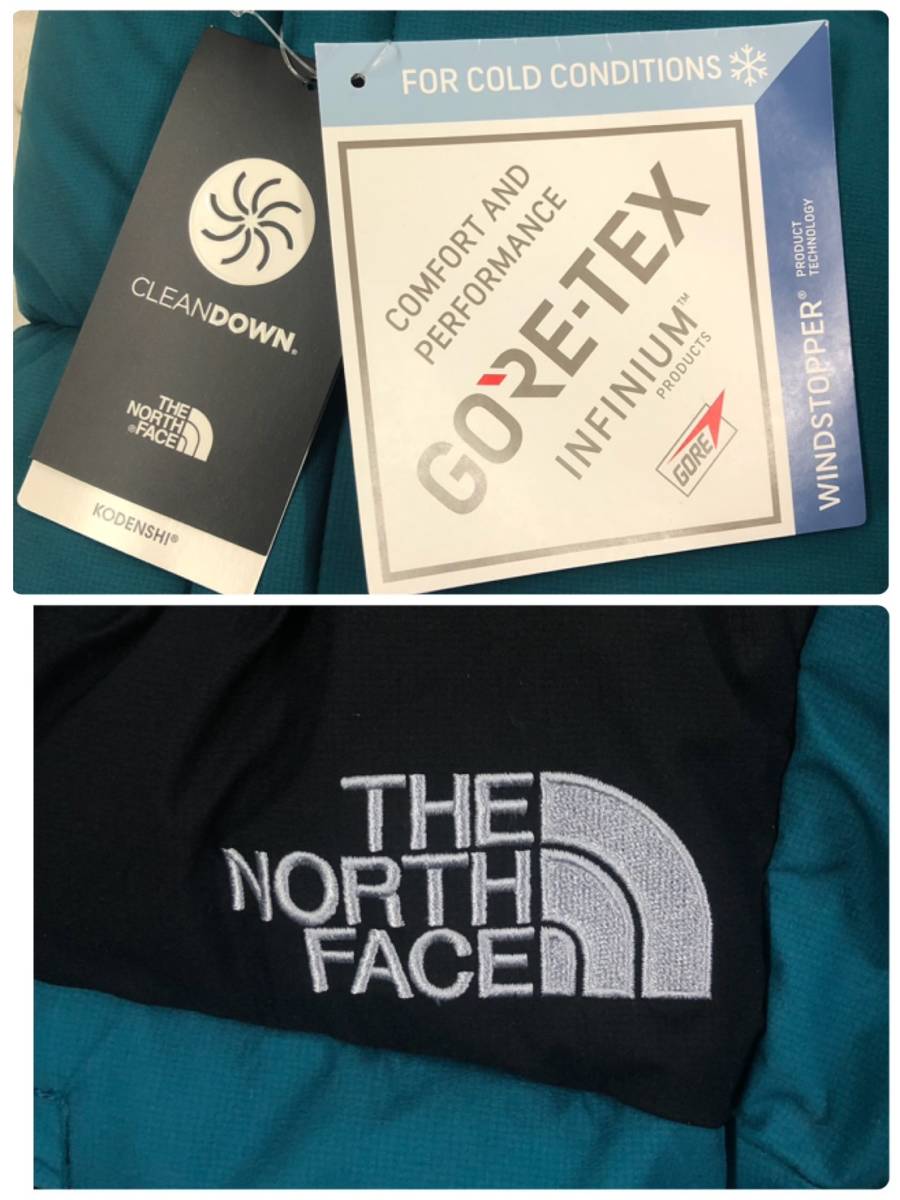 CLEANDOWN®
THE
NORTH
®FACE
KODENSHI®
FOR COLD CONDITIONS
COMFORT AND
PERFORMANCE
GORE-TEX
INFINIUM™
PRODUCTS
GORE
WINDSTOPPER®
PRODUCT
TECHNOLOGY
THE
NORTH
FACE